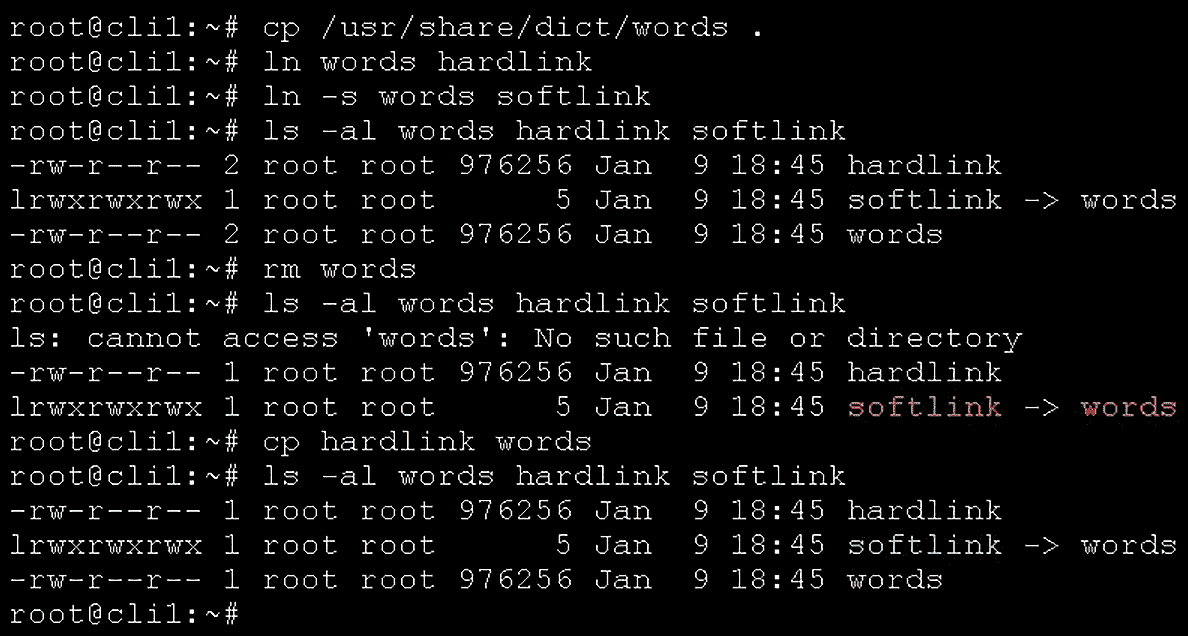 root@cli1:~# cp /usr/share/dict/words .
root@cli1:~# ln words hardlink
root@cli1:~# ln -s words softlink
root@cli1:~# ls -al words hardlink softlink
-rw-r--r-- 2 root root 976256 Jan  9 18:45 hardlink
lrwxrwxrwx 1 root root      5 Jan  9 18:45 softlink -> words
-rw-r--r-- 2 root root 976256 Jan  9 18:45 words
root@cli1:~# rm words
root@cli1:~# ls -al words hardlink softlink
ls: cannot access 'words': No such file or directory
-rw-r--r-- 1 root root 976256 Jan  9 18:45 hardlink
lrwxrwxrwx 1 root root      5 Jan  9 18:45 softlink -> words
root@cli1:~# cp hardlink words
root@cli1:~# ls -al words hardlink softlink
-rw-r--r-- 1 root root 976256 Jan  9 18:45 hardlink
lrwxrwxrwx 1 root root      5 Jan  9 18:45 softlink -> words
-rw-r--r-- 1 root root 976256 Jan  9 18:45 words
root@cli1:~#